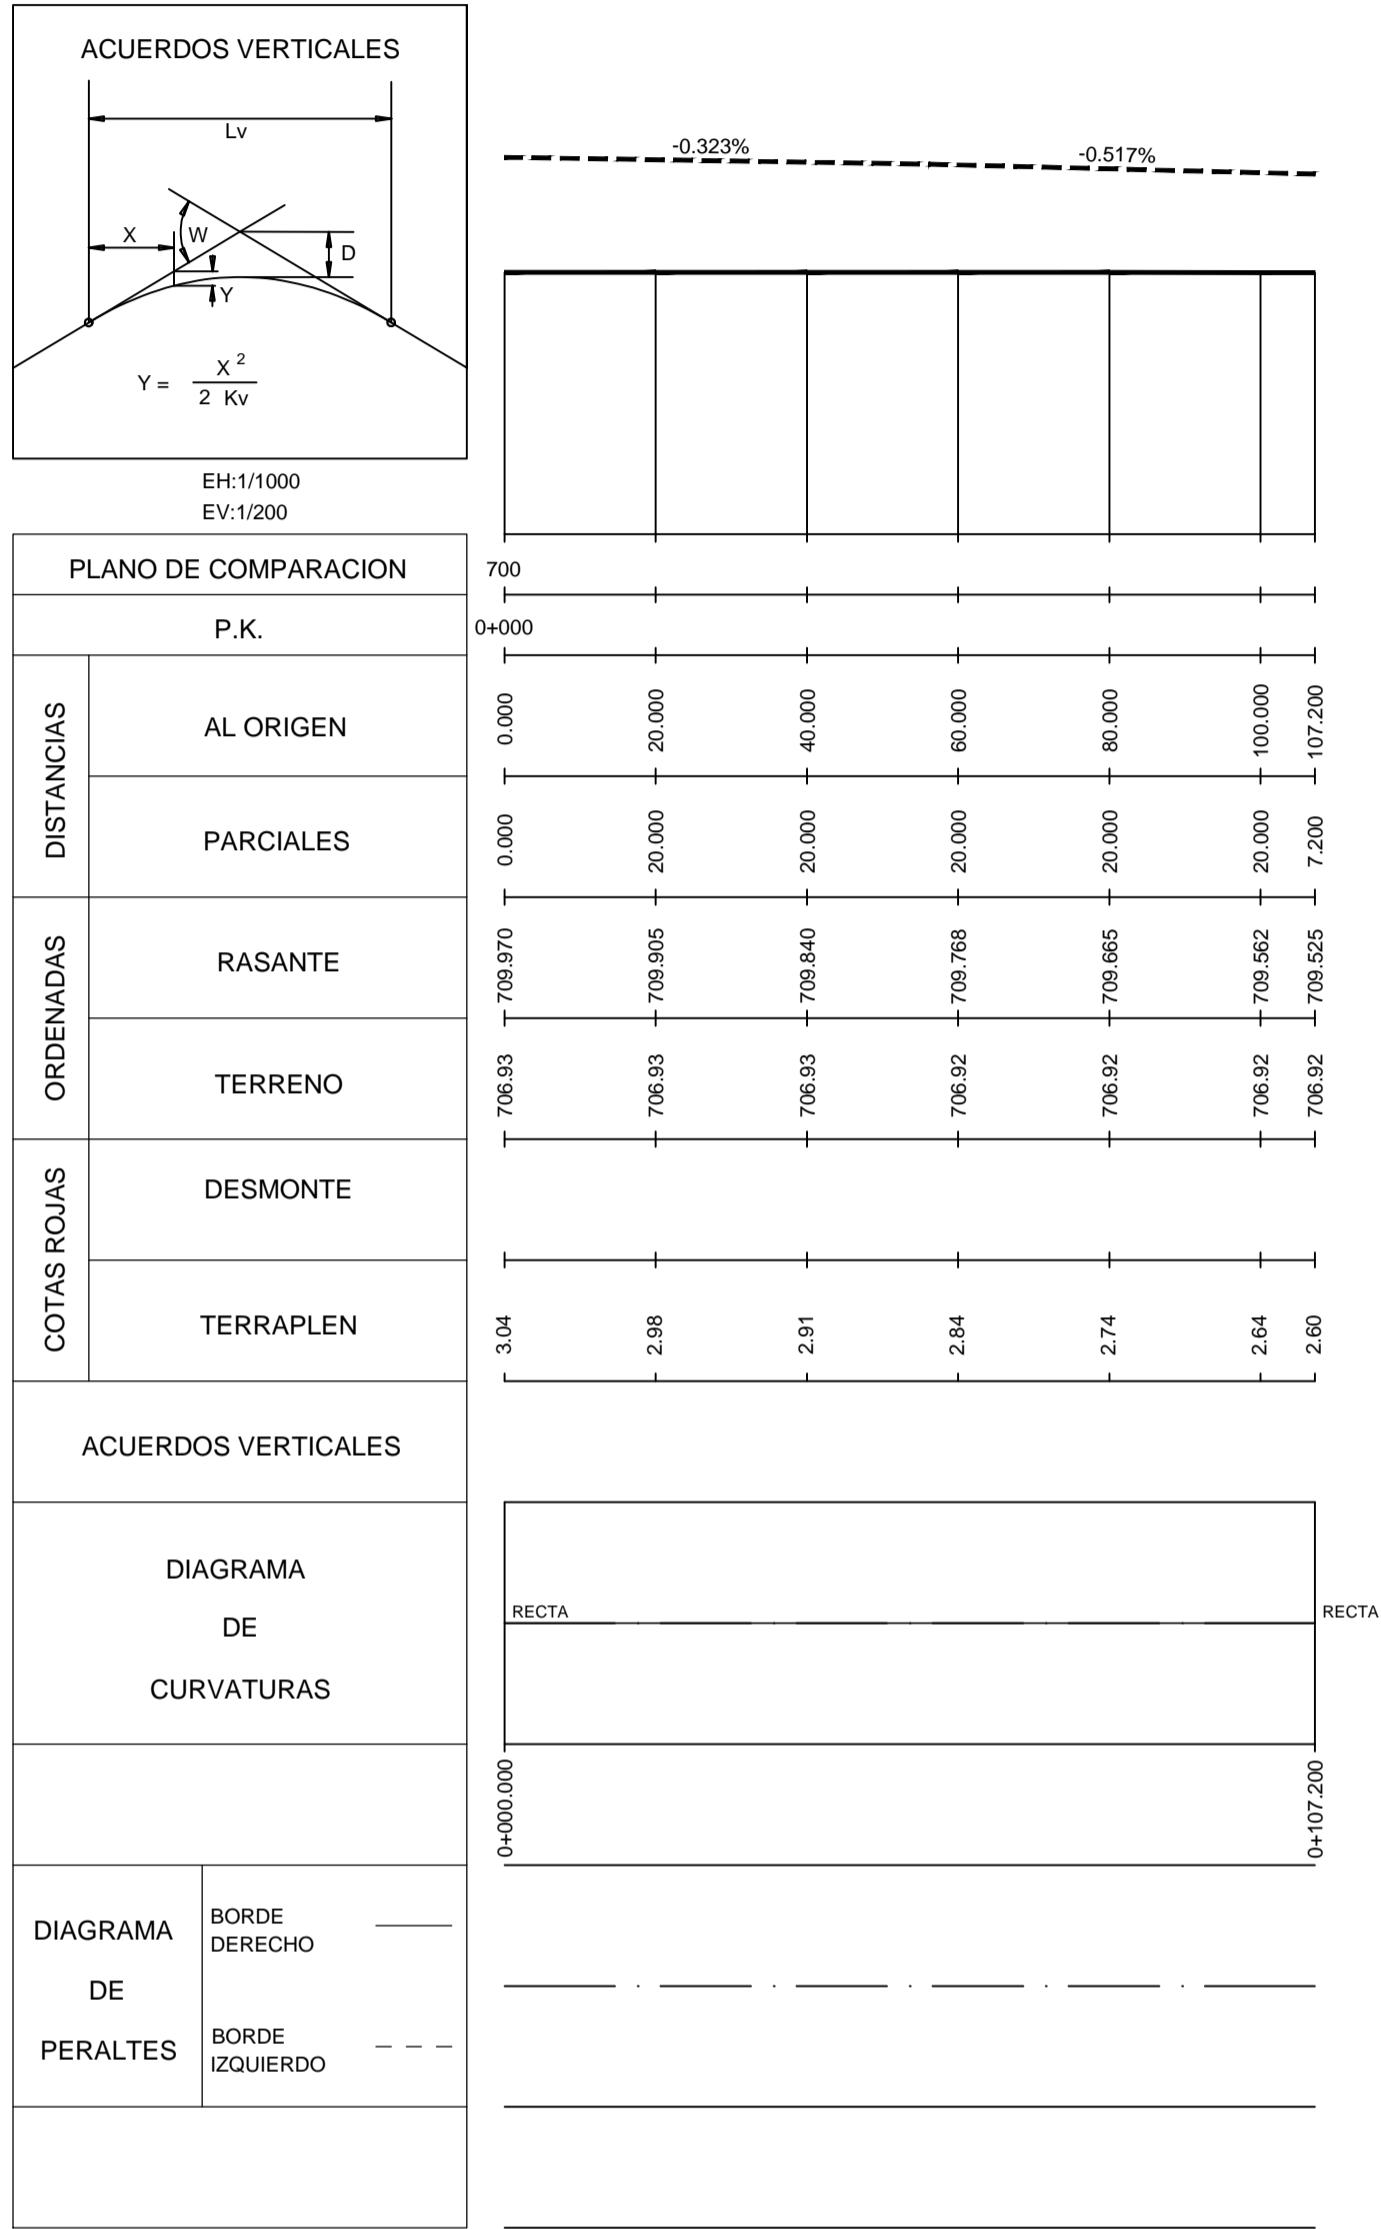 ACUERDOS VERTICALES
Lv
X
W
D
Y
Y = X 2
2 Kv
EH:1/1000
EV:1/200
-0.323%
-0.517%
PLANO DE COMPARACION
700
P.K.
0+000
DISTANCIAS
AL ORIGEN
0.000
20.000
40.000
60.000
80.000
100.000
107.200
PARCIALES
0.000
20.000
20.000
20.000
20.000
20.000
7.200
ORDENADAS
RASANTE
709.970
709.905
709.840
709.768
709.665
709.562
709.525
TERRENO
706.93
706.93
706.93
706.92
706.92
706.92
706.92
COTAS ROJAS
DESMONTE
TERRAPLEN
3.04
2.98
2.91
2.84
2.74
2.64
2.60
ACUERDOS VERTICALES
DIAGRAMA
DE
CURVATURAS
RECTA
RECTA
0+000.000
0+107.200
DIAGRAMA
DE
PERALTES
BORDE
DERECHO
BORDE
IZQUIERDO